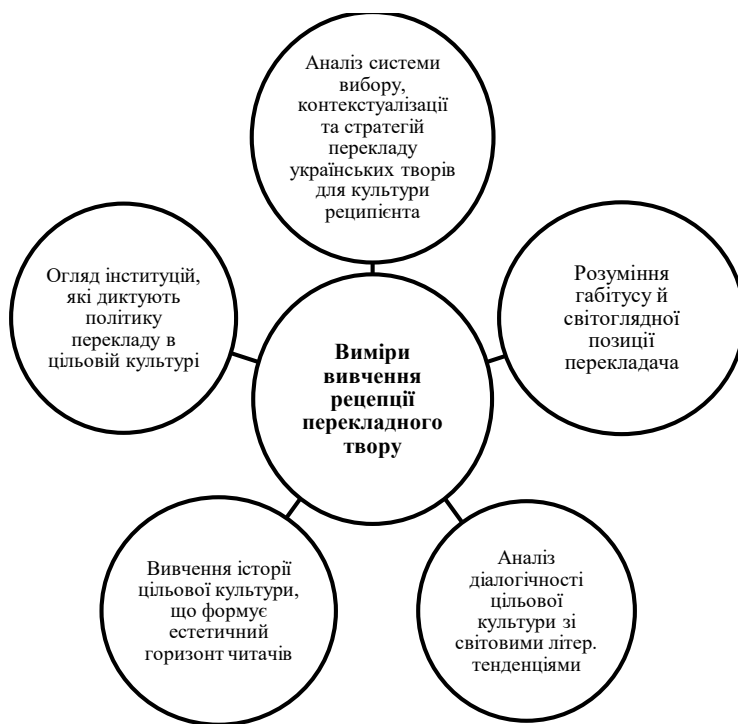 Аналіз системи
вибору,
контекстуалізації
та стратегій
перекладу
українських творів
для культури
реципієнта
Огляд інституцій,
які диктують
політику
перекладу в
цільовій культурі
Розуміння
габітусу й
світоглядної
позиції
перекладача
Виміри
вивчення
рецепції
перекладного
твору
Вивчення історії
цільової культури,
що формує
естетичний
горизонт читачів
Аналіз
діалогічності
цільової
культури зі
світовими літер.
тенденціями